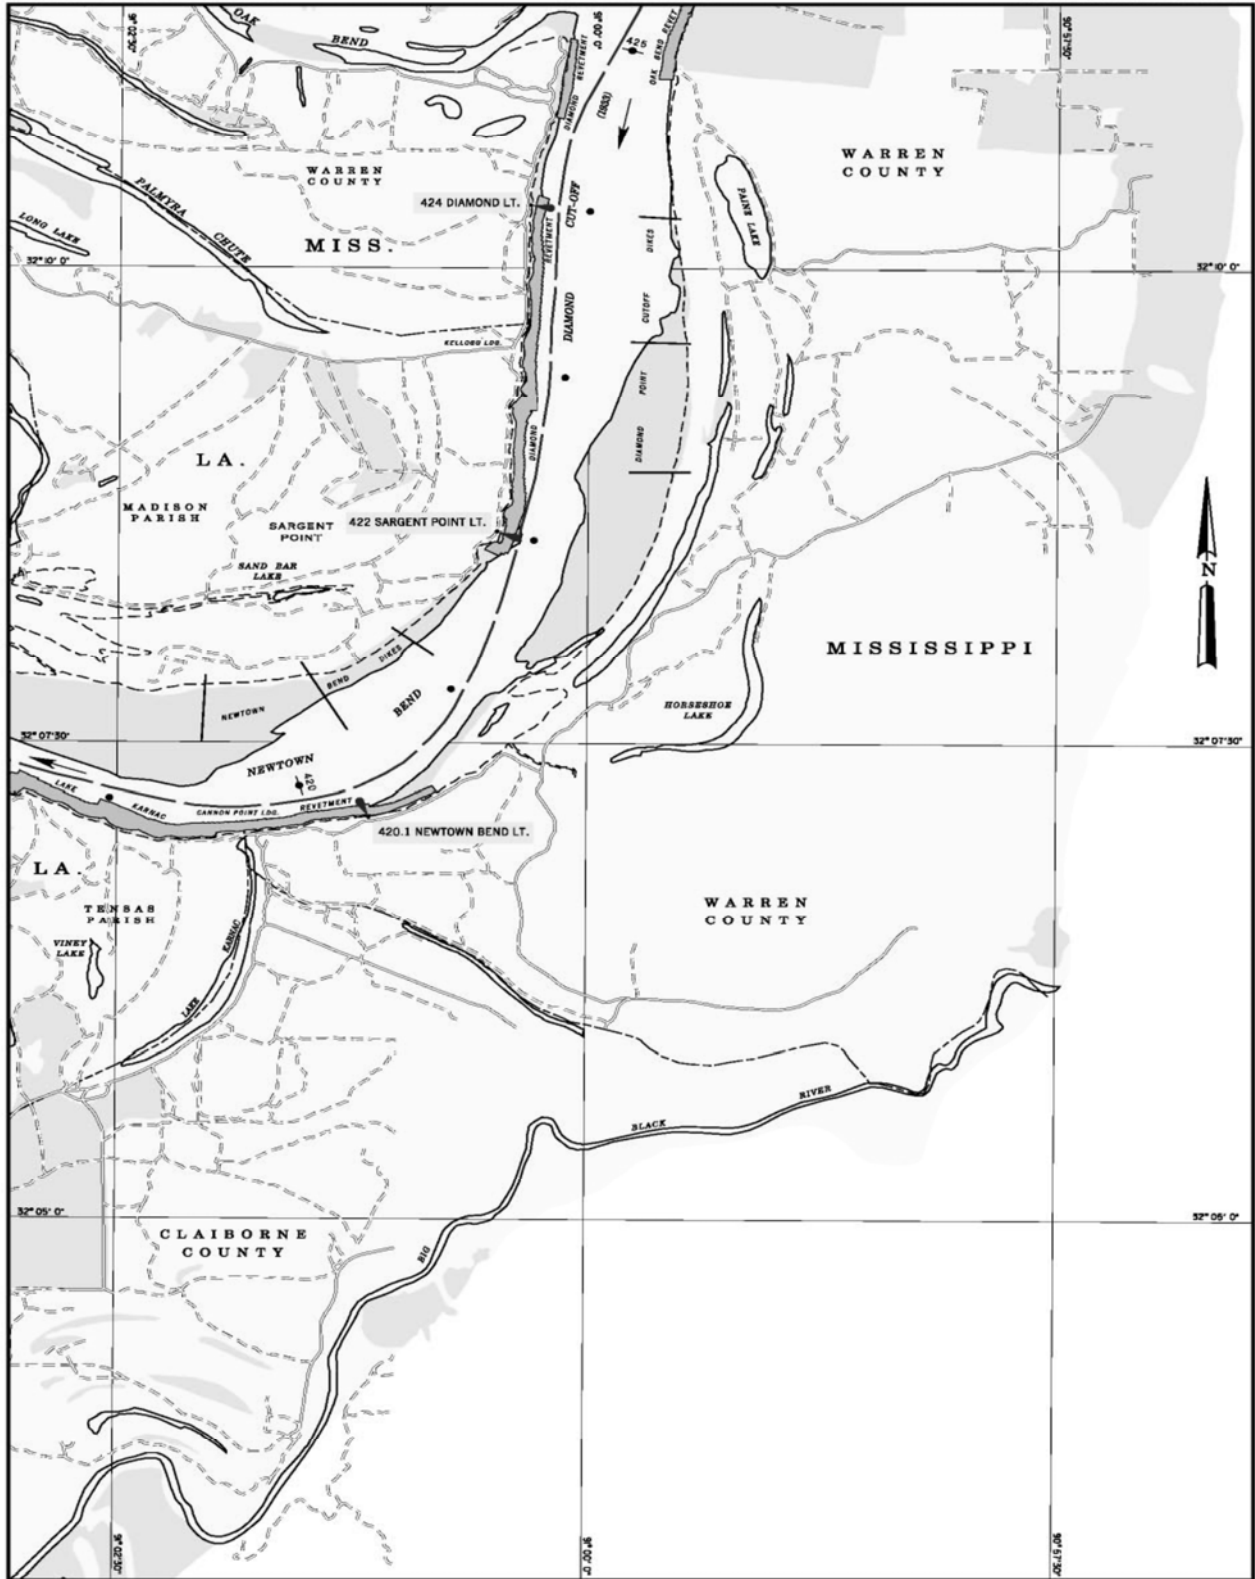 OAK
BEND
91° 02' 30"
91° 00' 0"
90° 57' 30"
425
OAK BEND REVET
DIAMOND REVETMENT
(1933)
WARREN
COUNTY
WARREN
COUNTY
PALMYRA
CHUTE
LONG LAKE
424 DIAMOND LT.
PAINE LAKE
MISS.
CUT-OFF
REVETMENT
DIKES
32° 10' 0"
32° 10' 0"
CUTOFF
DIAMOND
KELLOGG LDG.
POINT
DIAMOND
DIAMOND
LA.
MADISON
PARISH
SARGENT
POINT
422 SARGENT POINT LT.
SAND BAR
LAKE
MISSISSIPPI
N
NEWTOWN
BEND
DIKES
BEND
HORSESHOE
LAKE
32° 07' 30"
32° 07' 30"
NEWTOWN
420
LAKE
KARNAC
CANNON POINT LDG.
REVETMENT
420.1 NEWTOWN BEND LT.
LA.
TENSAS
PARISH
VINEY
LAKE
WARREN
COUNTY
KARNAC
LAKE
BLACK
RIVER
32° 05' 0"
32° 05' 0"
CLAIBORNE
COUNTY
BIG
91° 02' 30"
91° 00' 0"
90° 57' 30"